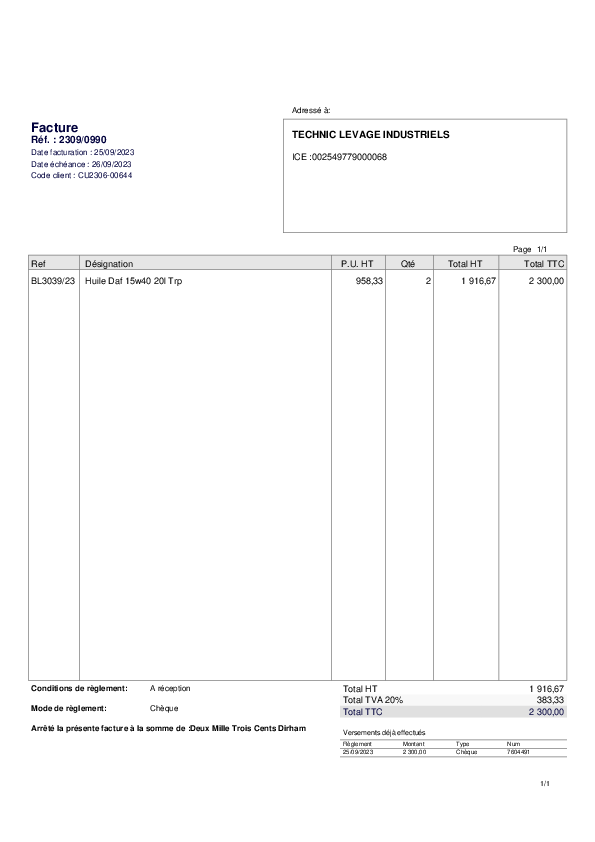 Adressé à:
Facture
Réf. : 2309/0990
Date facturation : 25/09/2023
Date échéance : 26/09/2023
Code client : CU2306-00644
TECHNIC LEVAGE INDUSTRIELS
ICE :002549779000068
Page 1/1
Ref Désignation P.U. HT Qté Total HT Total TTC
BL3039/23 Huile Daf 15w40 20l Trp 958,33 2 1 916,67 2 300,00
Conditions de règlement: A réception
Mode de règlement: Chèque
Arrêté la présente facture à la somme de :Deux Mille Trois Cents Dirham
Total HT 1 916,67
Total TVA 20% 383,33
Total TTC 2 300,00
Versements déjà effectués
Règlement Montant Type Num
25/09/2023 2 300,00 Chèque 7604491
1/1